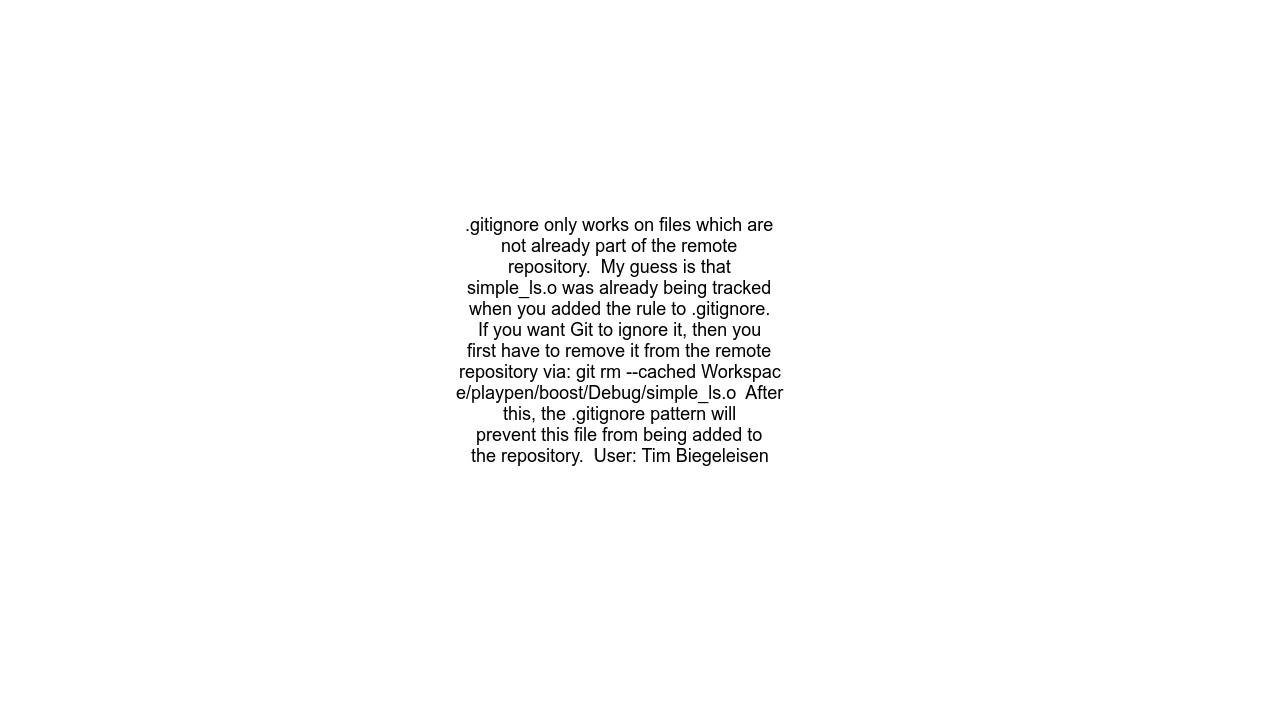 .gitignore only works on files which are
not already part of the remote
repository.  My guess is that
simple_ls.o was already being tracked
when you added the rule to .gitignore.
If you want Git to ignore it, then you
first have to remove it from the remote
repository via: git rm --cached Workspac
e/playpen/boost/Debug/simple_ls.o  After
this, the .gitignore pattern will
prevent this file from being added to
the repository.  User: Tim Biegeleisen